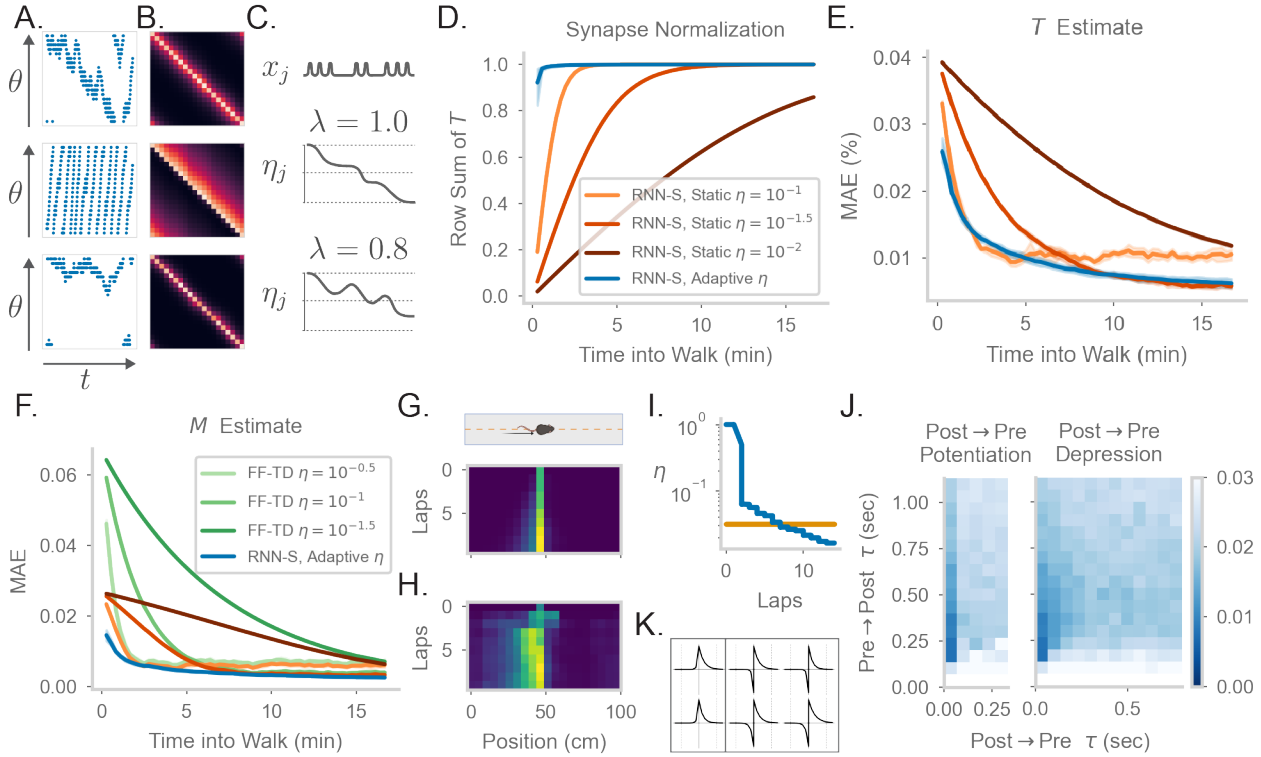 A.
B.
C.
D.
E.
θ
θ
θ
t
x_j
λ = 1.0
η_j
λ = 0.8
η_j
Synapse Normalization
Row Sum of T
1.0
0.8
0.6
0.4
0.2
0.0
RNN-S, Static η = 10^{-1}
RNN-S, Static η = 10^{-1.5}
RNN-S, Static η = 10^{-2}
RNN-S, Adaptive η
0 5 10 15
Time into Walk (min)
T Estimate
MAE (%)
0.04
0.03
0.02
0.01
0 5 10 15
Time into Walk (min)
F.
M Estimate
MAE
0.06
0.04
0.02
0.00
FF-TD η = 10^{-0.5}
FF-TD η = 10^{-1}
FF-TD η = 10^{-1.5}
RNN-S, Adaptive η
0 5 10 15
Time into Walk (min)
G.
Laps
0
5
H.
Laps
0
5
0 50 100
Position (cm)
I.
η
10^0
10^{-1}
0 10
Laps
K.
J.
Post→Pre
Potentiation
Post→Pre
Depression
Pre→Post τ (sec)
1.00
0.75
0.50
0.25
0.00
0.00 0.25
0.0 0.5
Post→Pre τ (sec)
0.03
0.02
0.01
0.00